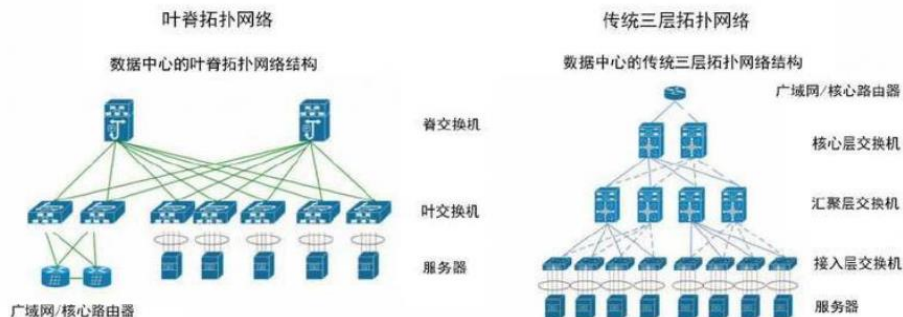 叶脊拓扑网络
数据中心的叶脊拓扑网络结构
脊交换机
叶交换机
服务器
广域网/核心路由器
传统三层拓扑网络
数据中心的传统三层拓扑网络结构
广域网/核心路由器
核心层交换机
汇聚层交换机
接入层交换机
服务器